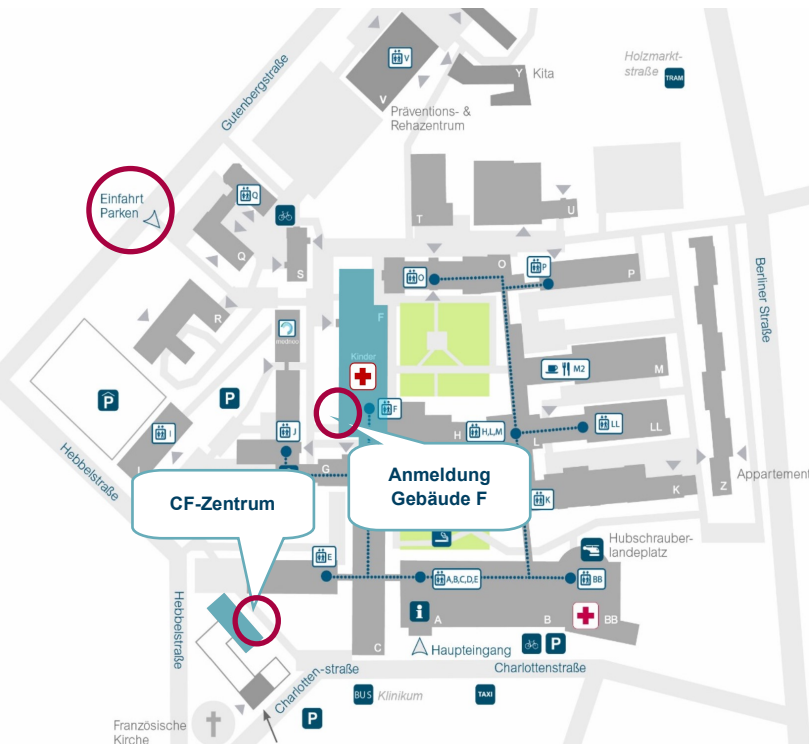 Gutenbergstraße
V
V
Präventions- &
Rehazentrum
Y
Kita
Holzmarkt-
straße
TRAM
Einfahrt
Parken
Q
Q
S
T
U
O
O
P
P
Berliner Straße
R
medneo
F
Kinder
M2
M
P
P
I
J
F
H
H,L,M
L
LL
LL
Hebbelstraße
G
Anmeldung
Gebäude F
K
K
Z
Appartement
CF-Zentrum
Hubschrauber-
landeplatz
E
A,B,C,D,E
BB
i
A
B
BB
Hebbelstraße
C
Haupteingang
P
Charlottenstraße
Charlotten-straße
BUS
Klinikum
TAXI
P
Französische
Kirche